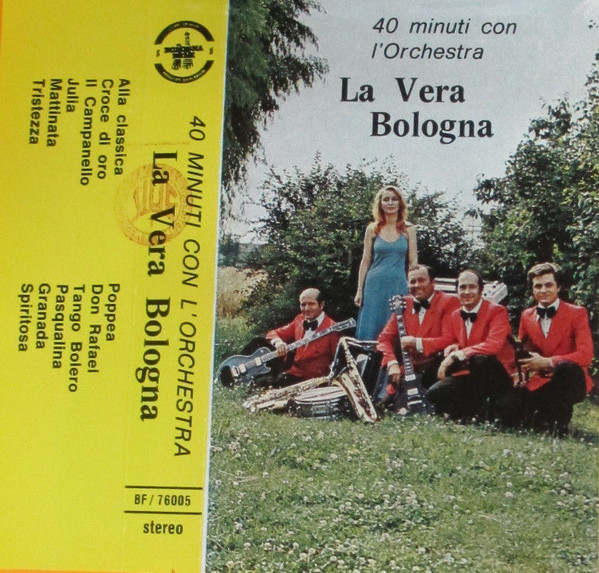 40 minuti con
l'Orchestra
La Vera
Bologna
40 MINUTI CON L'ORCHESTRA
La Vera Bologna
Alla classica
Croce di oro
Il Campanello
Julia
Mattinata
Tristezza
Poppea
Don Rafael
Tango Bolero
Pasqualina
Granada
Spiritosa
BF/76005
stereo